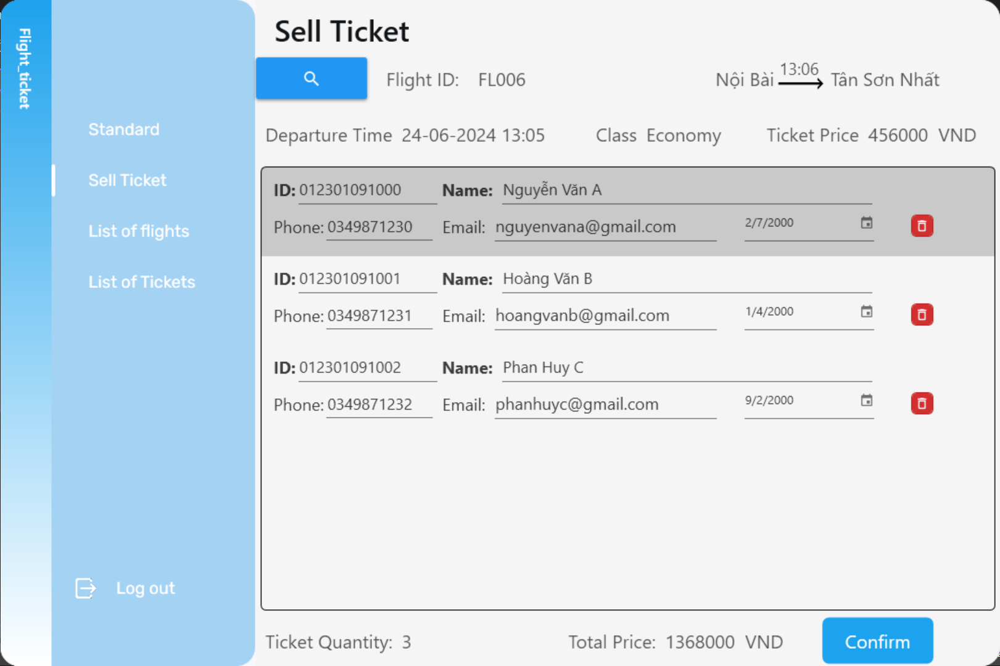 Flight_ticket
Standard
Sell Ticket
List of flights
List of Tickets
Log out
Sell Ticket
Flight ID: FL006
Nội Bài 13:06 Tân Sơn Nhất
Departure Time 24-06-2024 13:05 Class Economy Ticket Price 456000 VND
ID: 012301091000 Name: Nguyễn Văn A
Phone: 0349871230 Email: nguyenvana@gmail.com 2/7/2000
ID: 012301091001 Name: Hoàng Văn B
Phone: 0349871231 Email: hoangvanb@gmail.com 1/4/2000
ID: 012301091002 Name: Phan Huy C
Phone: 0349871232 Email: phanhuyc@gmail.com 9/2/2000
Ticket Quantity: 3 Total Price: 1368000 VND Confirm